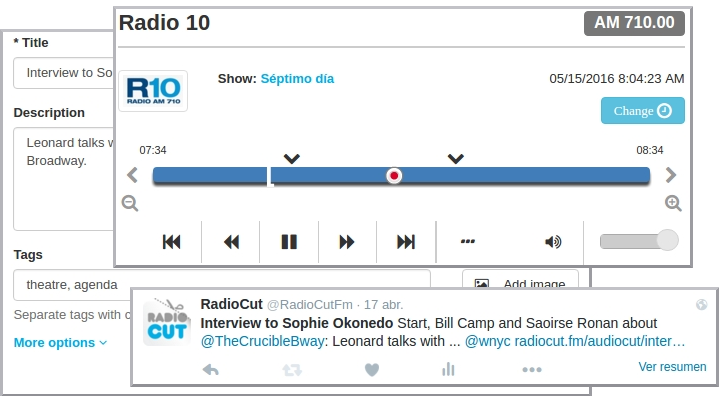 Radio 10
AM 710.00
R10
RADIO AM 710
Show: Séptimo día
05/15/2016 8:04:23 AM
Change
07:34
08:34
* Title
Interview to So
Description
Leonard talks w
Broadway.
Tags
theatre, agenda
Add image
Separate tags with c
More options
RADIO
CUT
RadioCut @RadioCutFm · 17 abr.
Interview to Sophie Okonedo Start, Bill Camp and Saoirse Ronan about
@TheCrucibleBway: Leonard talks with ... @wnyc radiocut.fm/audiocut/inter…
Ver resumen